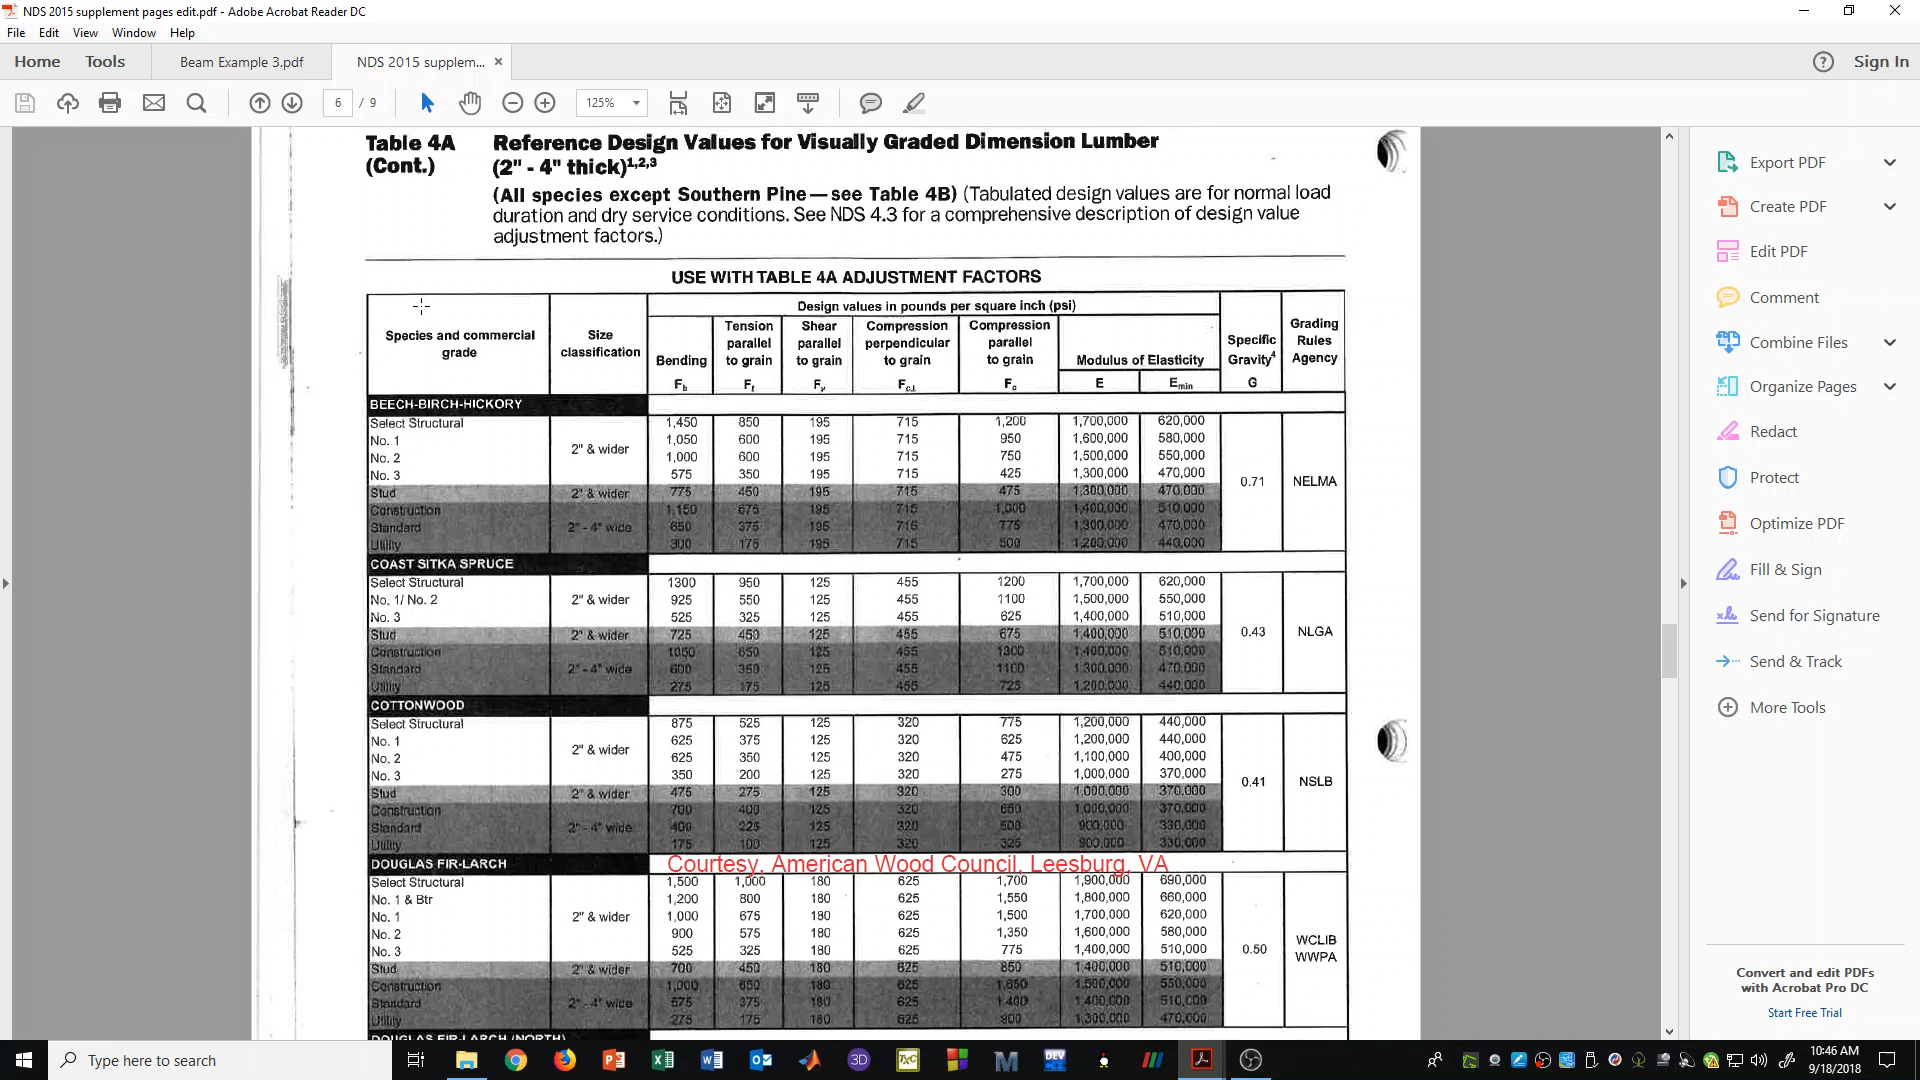 NDS 2015 supplement pages edit.pdf - Adobe Acrobat Reader DC
File Edit View Window Help
Home Tools Beam Example 3.pdf NDS 2015 supplem... × Sign In
6 / 9 125%
Table 4A Reference Design Values for Visually Graded Dimension Lumber
(Cont.) (2" - 4" thick)1,2,3
(All species except Southern Pine—see Table 4B) (Tabulated design values are for normal load
duration and dry service conditions. See NDS 4.3 for a comprehensive description of design value
adjustment factors.)
USE WITH TABLE 4A ADJUSTMENT FACTORS
Species and commercial grade
Size classification
Design values in pounds per square inch (psi)
Bending Fb
Tension parallel to grain Ft
Shear parallel to grain Fv
Compression perpendicular to grain Fc⊥
Compression parallel to grain Fc
Modulus of Elasticity
E Emin
Specific Gravity4 G
Grading Rules Agency
BEECH-BIRCH-HICKORY
Select Structural 1,450 850 195 715 1,200 1,700,000 620,000
No. 1 1,050 600 195 715 950 1,600,000 580,000
2" & wider
No. 2 1,000 600 195 715 750 1,500,000 550,000
No. 3 575 350 195 715 425 1,300,000 470,000
0.71 NELMA
Stud 2" & wider 775 450 195 715 475 1,300,000 470,000
Construction 1,150 675 195 715 1,000 1,400,000 510,000
Standard 2" - 4" wide 650 375 195 715 775 1,300,000 470,000
Utility 300 175 195 715 500 1,200,000 440,000
COAST SITKA SPRUCE
Select Structural 1300 950 125 455 1200 1,700,000 620,000
No. 1/ No. 2 2" & wider 925 550 125 455 1100 1,500,000 550,000
No. 3 525 325 125 455 625 1,400,000 510,000
Stud 2" & wider 725 450 125 455 675 1,400,000 510,000 0.43 NLGA
Construction 1050 650 125 455 1300 1,400,000 510,000
Standard 2" - 4" wide 600 350 125 455 1100 1,300,000 470,000
Utility 275 175 125 455 725 1,200,000 440,000
COTTONWOOD
Select Structural 875 525 125 320 775 1,200,000 440,000
No. 1 625 375 125 320 625 1,200,000 440,000
2" & wider
No. 2 625 350 125 320 475 1,100,000 400,000
No. 3 350 200 125 320 275 1,000,000 370,000
0.41 NSLB
Stud 2" & wider 475 275 125 320 300 1,000,000 370,000
Construction 700 400 125 320 650 1,000,000 370,000
Standard 2" - 4" wide 400 225 125 320 500 900,000 330,000
Utility 175 100 125 320 325 900,000 330,000
DOUGLAS FIR-LARCH Courtesy, American Wood Council, Leesburg, VA
Select Structural 1,500 1,000 180 625 1,700 1,900,000 690,000
No. 1 & Btr 1,200 800 180 625 1,550 1,800,000 660,000
No. 1 2" & wider 1,000 675 180 625 1,500 1,700,000 620,000
No. 2 900 575 180 625 1,350 1,600,000 580,000
No. 3 525 325 180 625 775 1,400,000 510,000
0.50 WCLIB WWPA
Stud 2" & wider 700 450 180 625 850 1,400,000 510,000
Construction 1,000 650 180 625 1,650 1,500,000 550,000
Standard 2" - 4" wide 575 375 180 625 1,400 1,400,000 510,000
Utility 275 175 180 625 900 1,300,000 470,000
DOUGLAS FIR-LARCH (NORTH)
Export PDF
Create PDF
Edit PDF
Comment
Combine Files
Organize Pages
Redact
Protect
Optimize PDF
Fill & Sign
Send for Signature
Send & Track
More Tools
Convert and edit PDFs
with Acrobat Pro DC
Start Free Trial
Type here to search
10:46 AM
9/18/2018